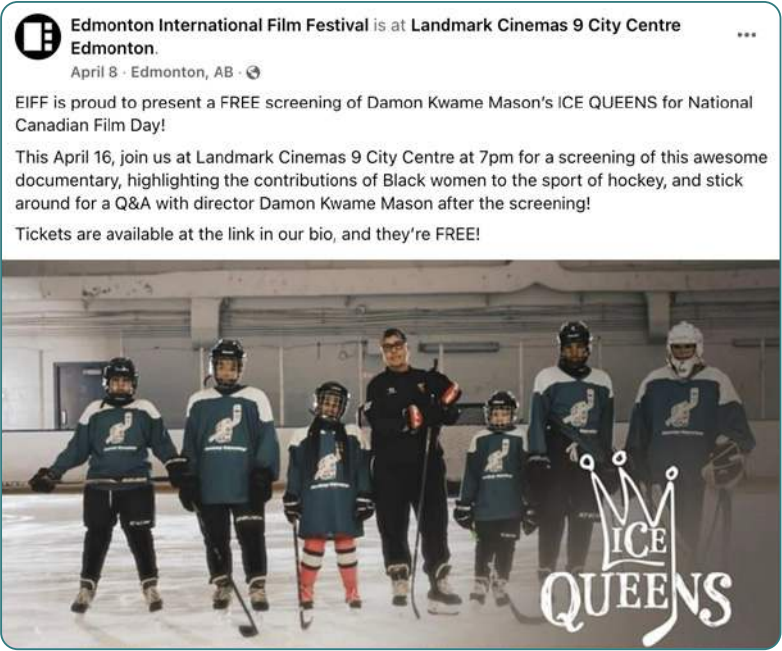 Edmonton International Film Festival is at Landmark Cinemas 9 City Centre
Edmonton.
April 8 · Edmonton, AB ·
EIFF is proud to present a FREE screening of Damon Kwame Mason's ICE QUEENS for National
Canadian Film Day!
This April 16, join us at Landmark Cinemas 9 City Centre at 7pm for a screening of this awesome
documentary, highlighting the contributions of Black women to the sport of hockey, and stick
around for a Q&A with director Damon Kwame Mason after the screening!
Tickets are available at the link in our bio, and they're FREE!
ICE
QUEENS